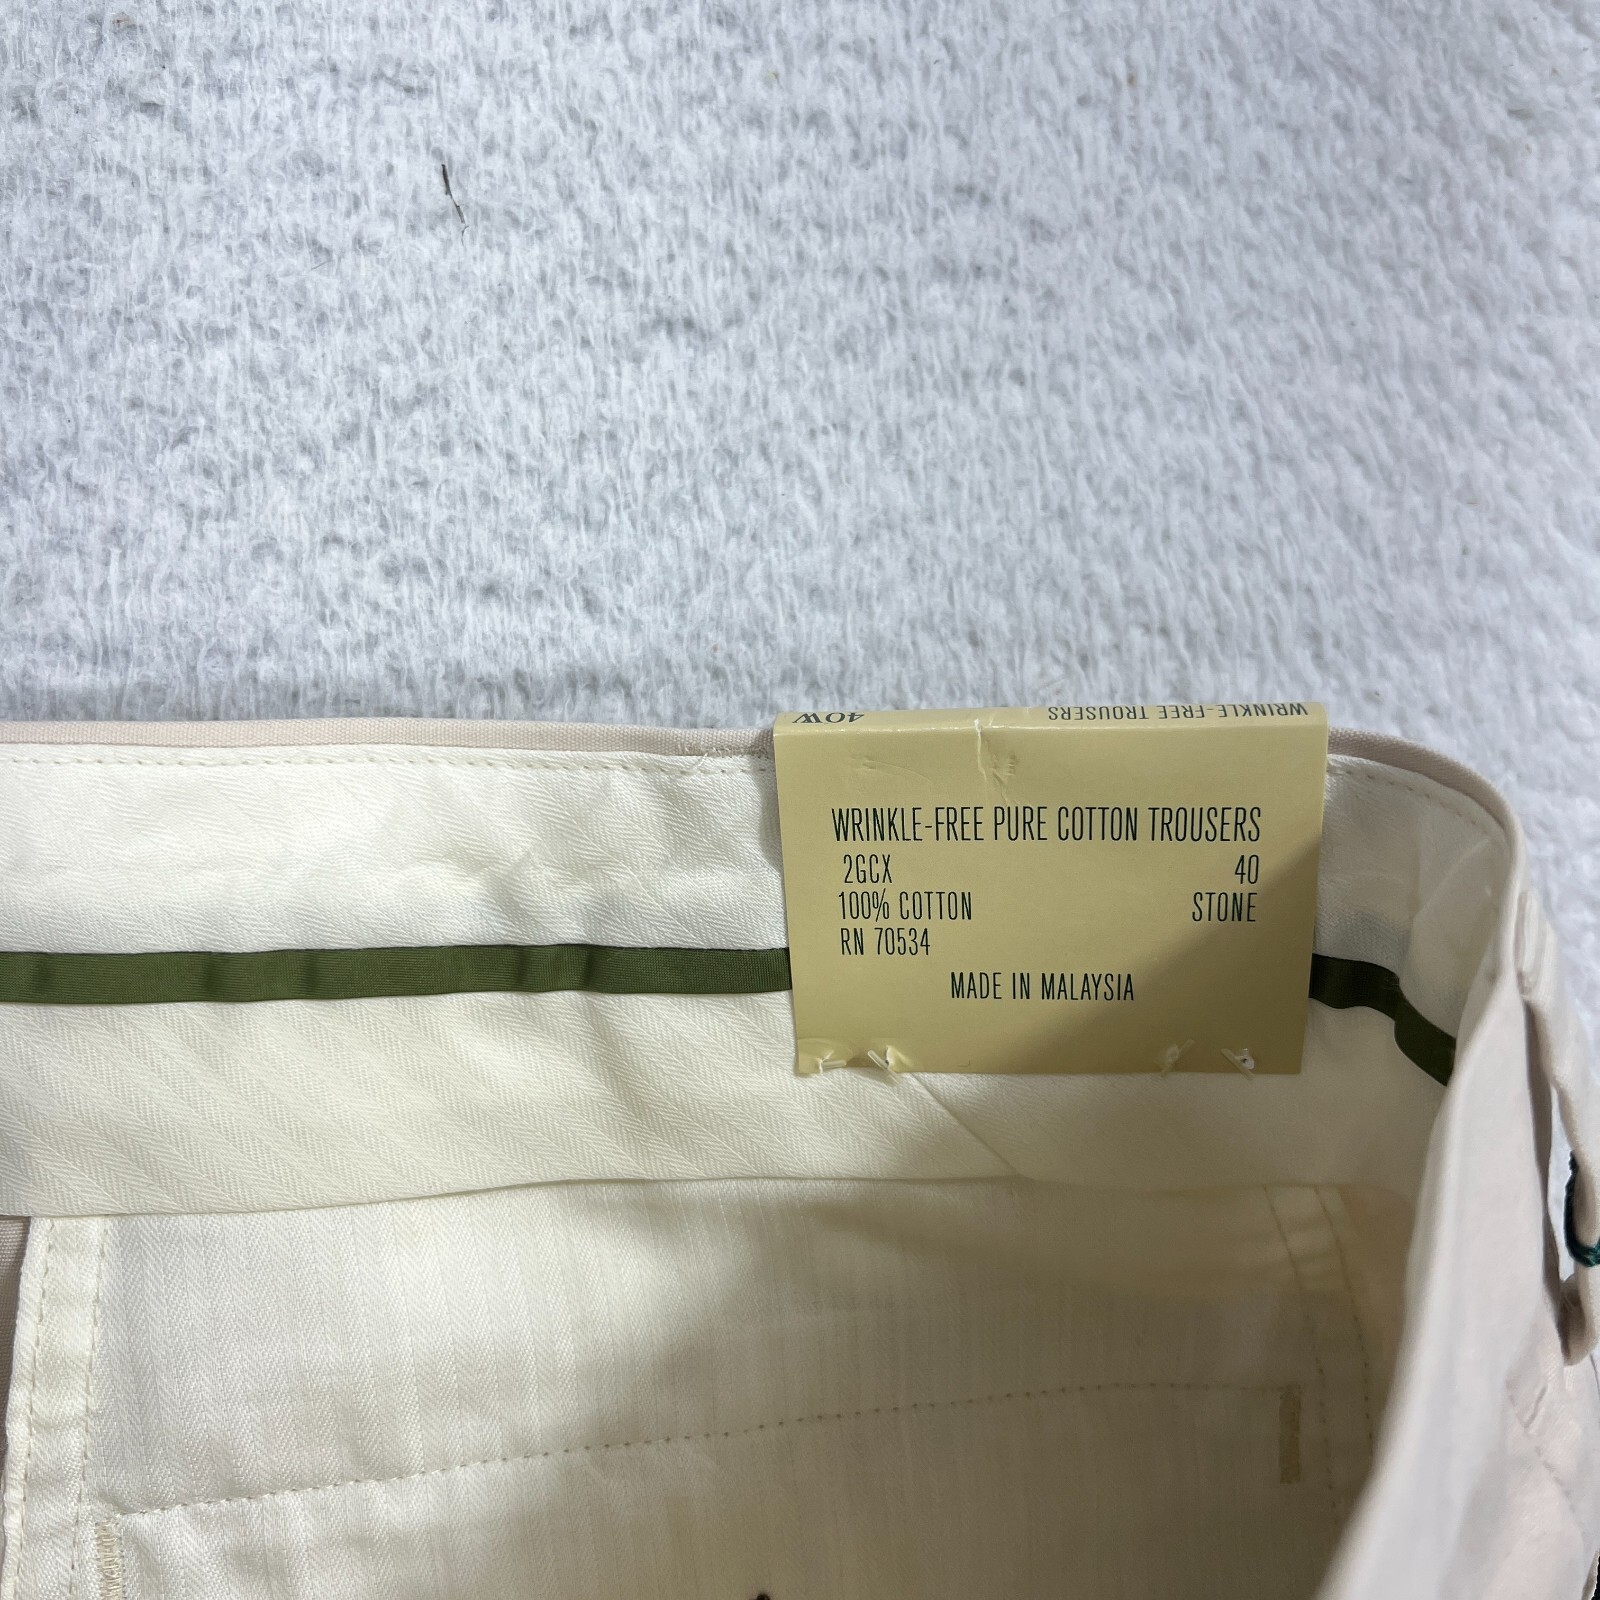 40W WRINKLE-FREE TROUSERS
WRINKLE-FREE PURE COTTON TROUSERS
2GCX 40
100% COTTON STONE
RN 70534
MADE IN MALAYSIA